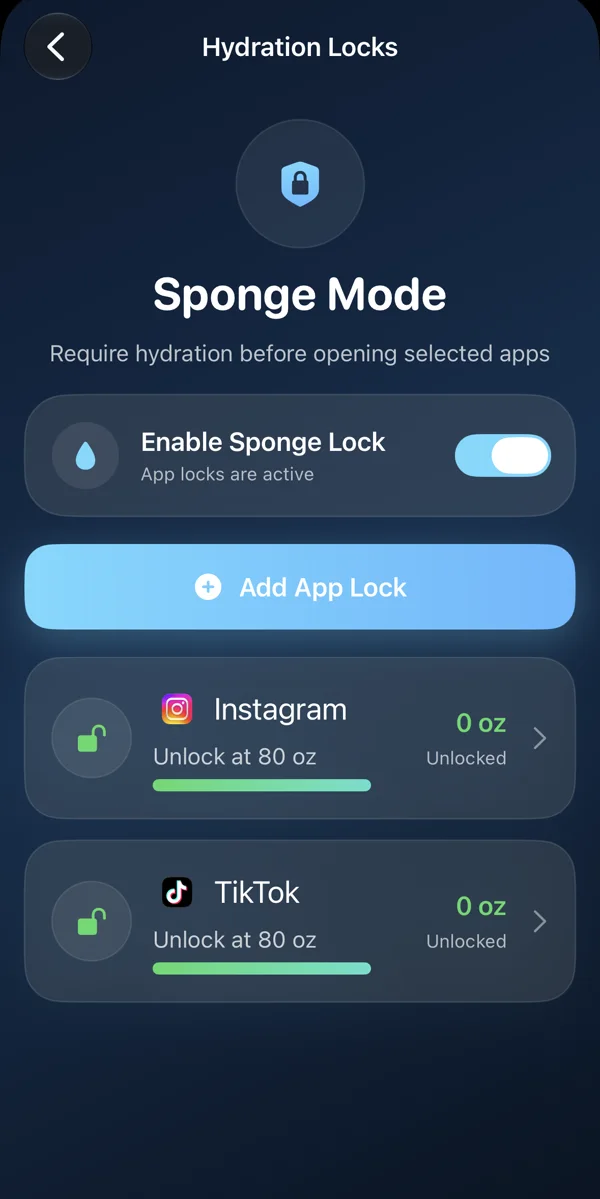 Hydration Locks
Sponge Mode
Require hydration before opening selected apps
Enable Sponge Lock
App locks are active
Add App Lock
Instagram
Unlock at 80 oz
0 oz
Unlocked
TikTok
Unlock at 80 oz
0 oz
Unlocked